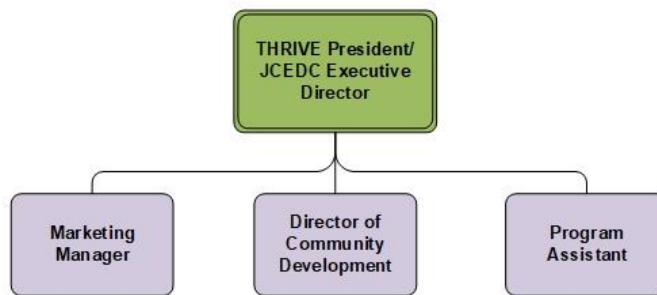 THRIVE President/
JCEDC Executive
Director
Marketing
Manager
Director of
Community
Development
Program
Assistant